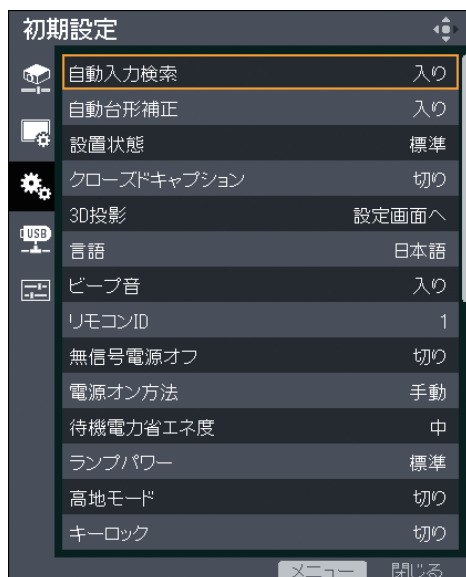 初期設定
自動入力検索 入り
自動台形補正 入り
設置状態 標準
クローズドキャプション 切り
3D投影 設定画面へ
USB
言語 日本語
ビープ音 入り
リモコンID 1
無信号電源オフ 切り
電源オン方法 手動
待機電力省エネ度 中
ランプパワー 標準
高地モード 切り
キーロック 切り
メニュー 閉じる